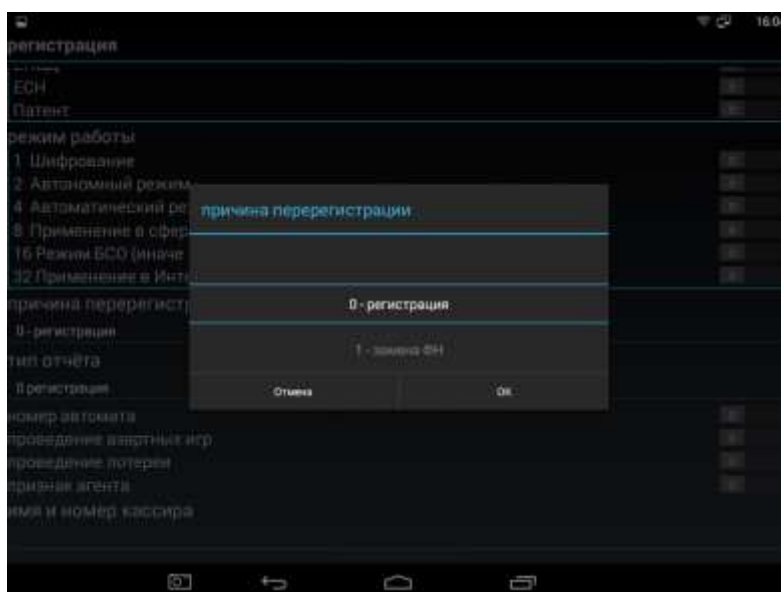 16:0
регистрация
ЕСН
Патент
режим работы
1 Шифрование
2 Автономный режим
4 Автоматический ре
8 Применение в сфер
16 Режим БСО (иначе
32 Применение в Инте
причина перерегистр
0 - регистрация
тип отчёта
0 регистрация
номер автомата
проведение азартных игр
проведение лотереи
признак агента
имя и номер кассира
причина перерегистрации
0 - регистрация
1 - замена ФН
Отмена
ОК